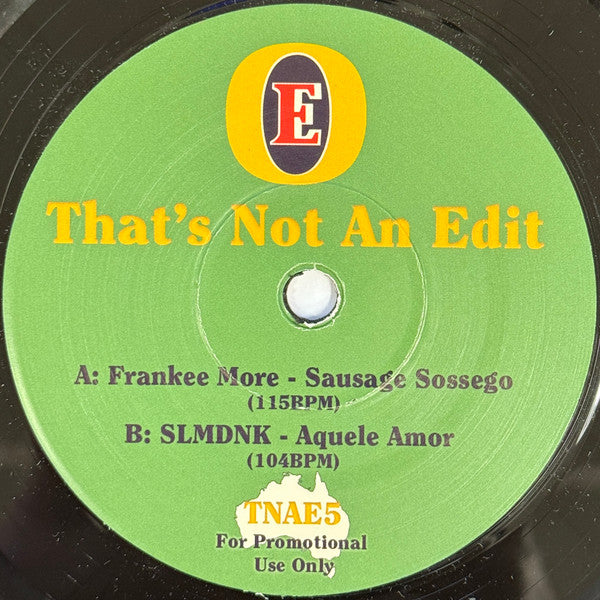 E
That's Not An Edit
A: Frankee More - Sausage Sossego
(115BPM)
B: SLMDNK - Aquele Amor
(104BPM)
TNAE5
For Promotional
Use Only